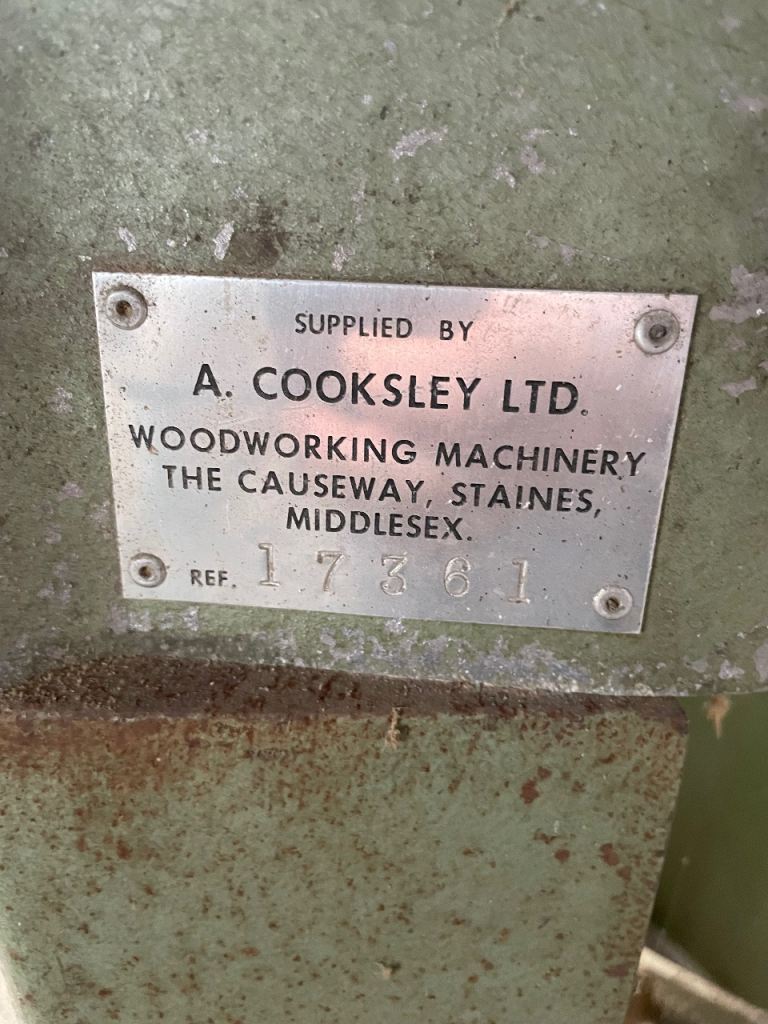 SUPPLIED BY
A. COOKSLEY LTD.
WOODWORKING MACHINERY
THE CAUSEWAY, STAINES,
MIDDLESEX.
REF. 17361